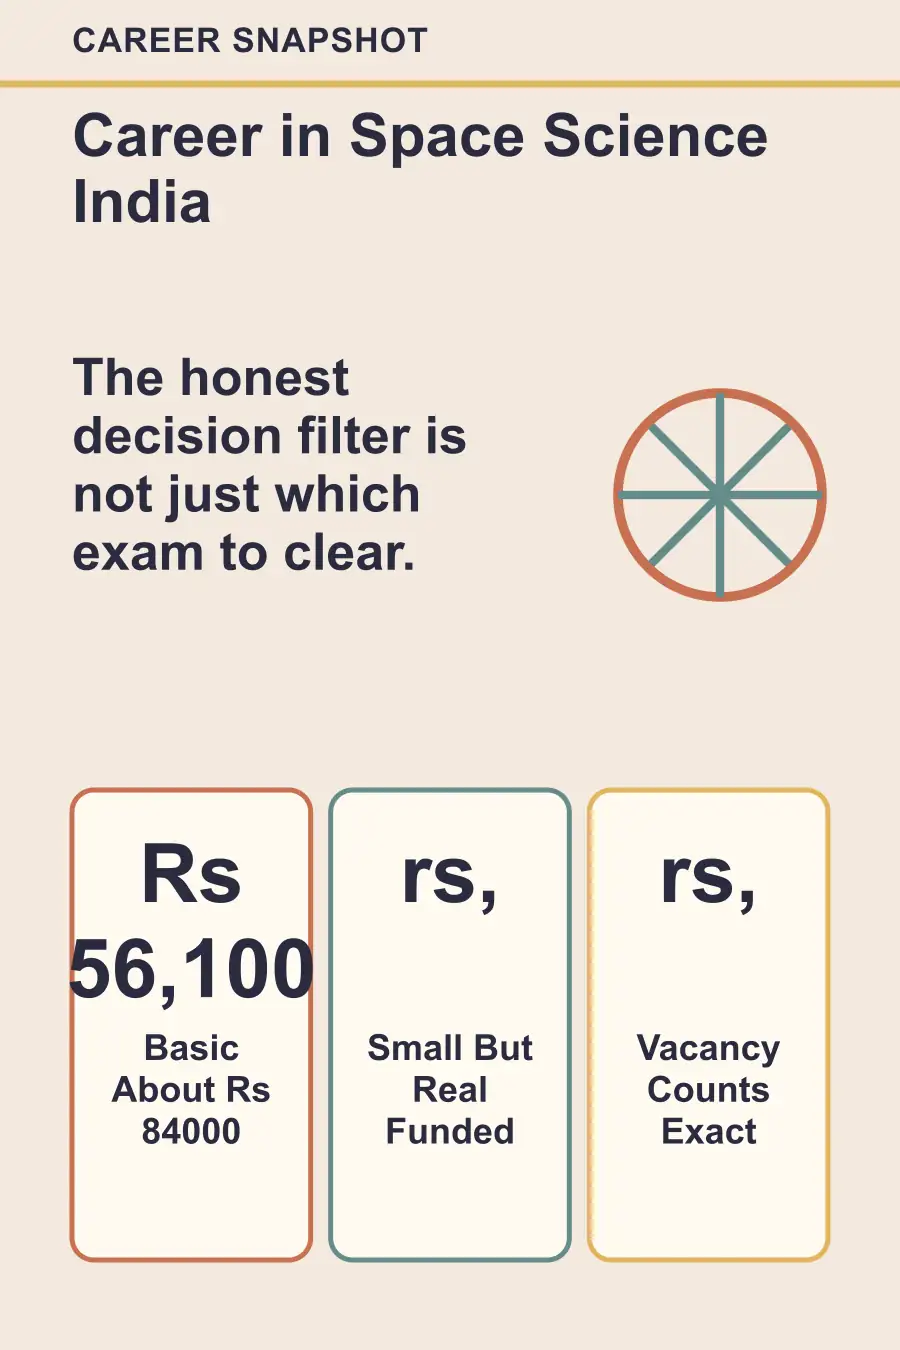 CAREER SNAPSHOT
Career in Space Science
India
The honest
decision filter is
not just which
exam to clear.
Rs
56,100
Basic
About Rs
84000
rs,
Small But
Real
Funded
rs,
Vacancy
Counts
Exact